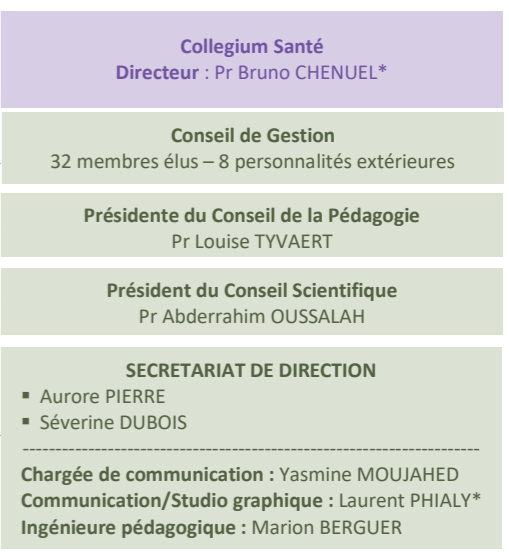 Collegium Santé
Directeur : Pr Bruno CHENUEL*
Conseil de Gestion
32 membres élus – 8 personnalités extérieures
Présidente du Conseil de la Pédagogie
Pr Louise TYVAERT
Président du Conseil Scientifique
Pr Abderrahim OUSSALAH
SECRETARIAT DE DIRECTION
▪ Aurore PIERRE
▪ Séverine DUBOIS
----------------------------------------------------------------------
Chargée de communication : Yasmine MOUJAHED
Communication/Studio graphique : Laurent PHIALY*
Ingénieure pédagogique : Marion BERGUER